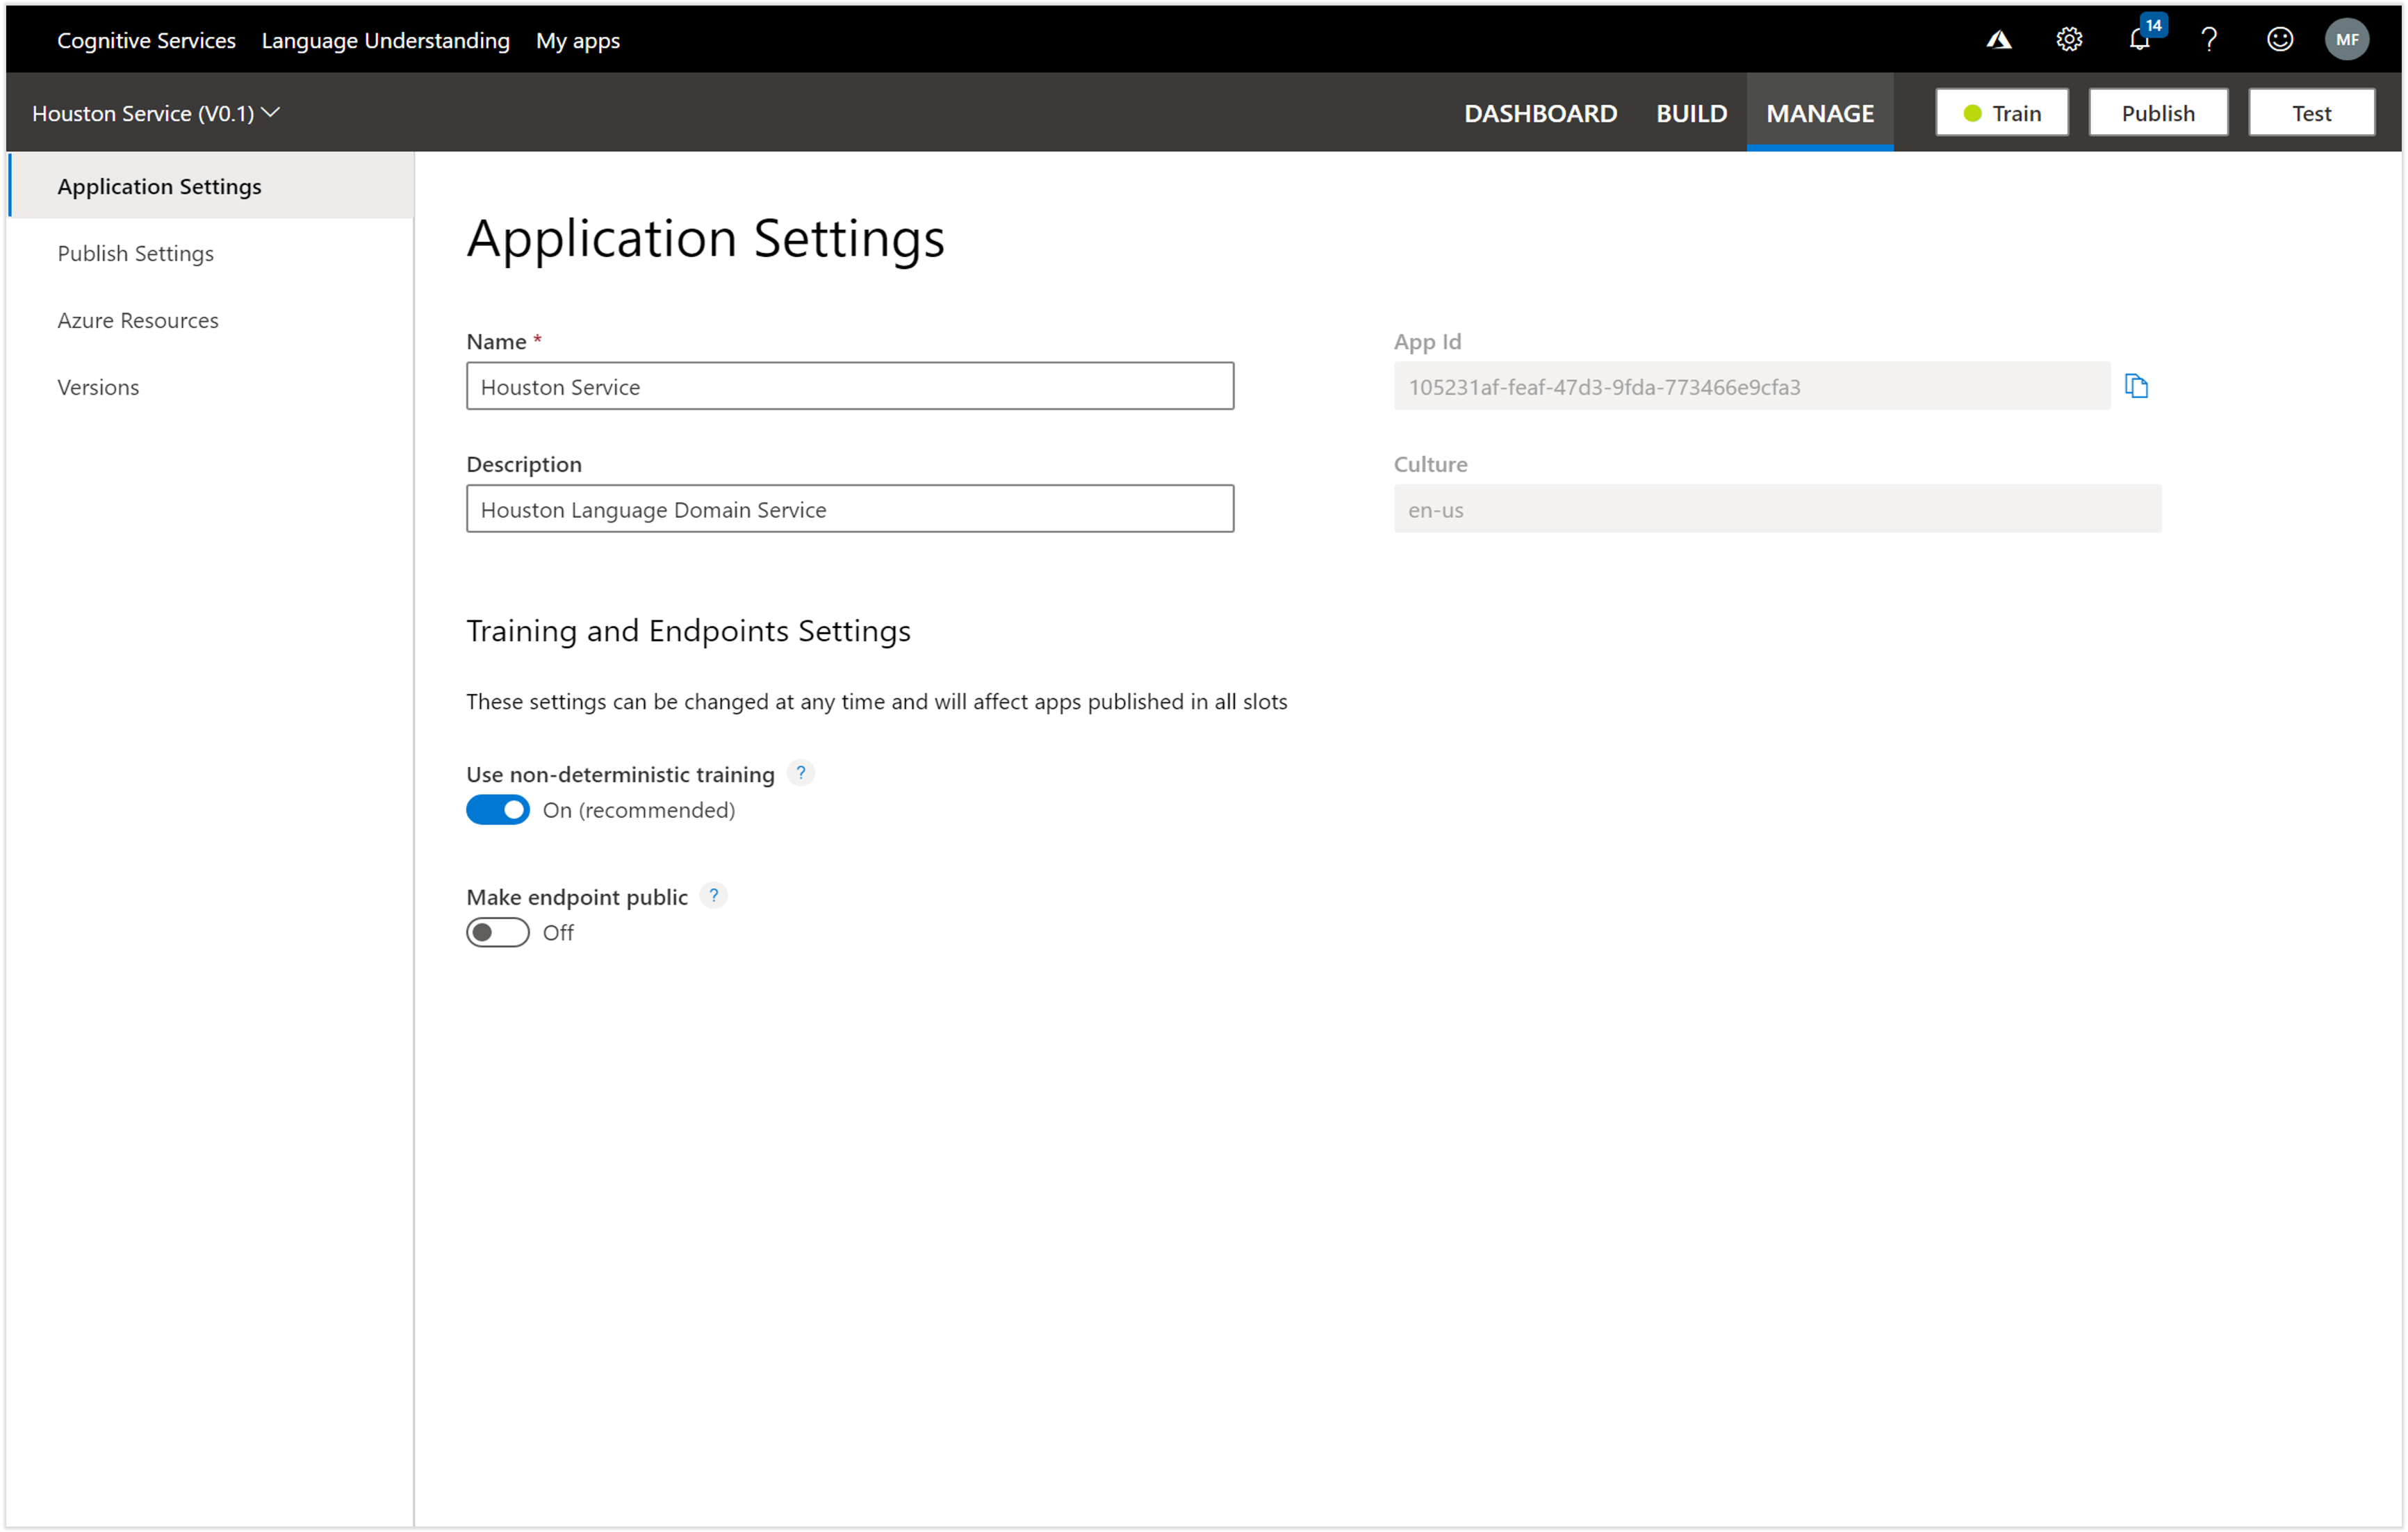 Cognitive Services Language Understanding My apps 14 ? MF
Houston Service (V0.1) DASHBOARD BUILD MANAGE Train Publish Test
Application Settings
Publish Settings
Azure Resources
Versions
Application Settings
Name * App Id
Houston Service 105231af-feaf-47d3-9fda-773466e9cfa3
Description Culture
Houston Language Domain Service en-us
Training and Endpoints Settings
These settings can be changed at any time and will affect apps published in all slots
Use non-deterministic training ?
On (recommended)
Make endpoint public ?
Off